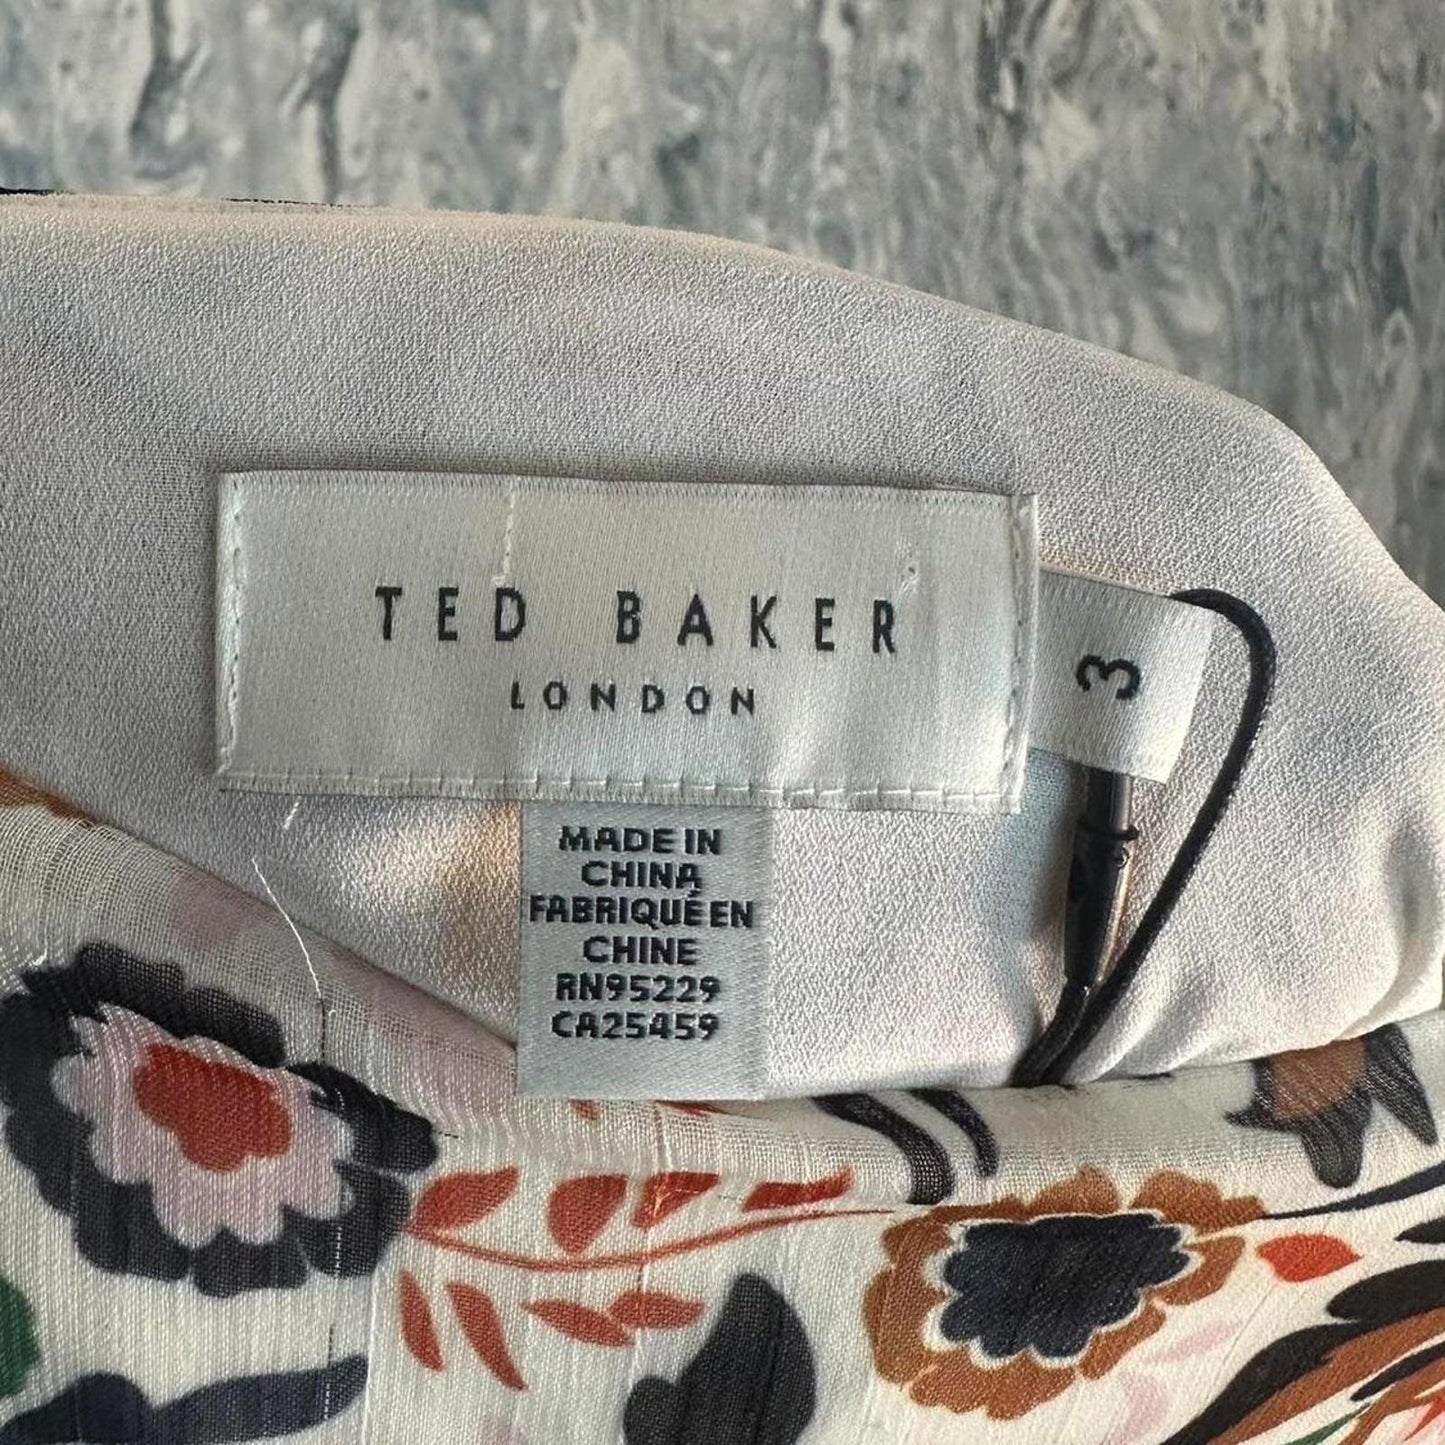 TED BAKER
LONDON
3
MADE IN
CHINA
FABRIQUÉ EN
CHINE
RN95229
CA25459